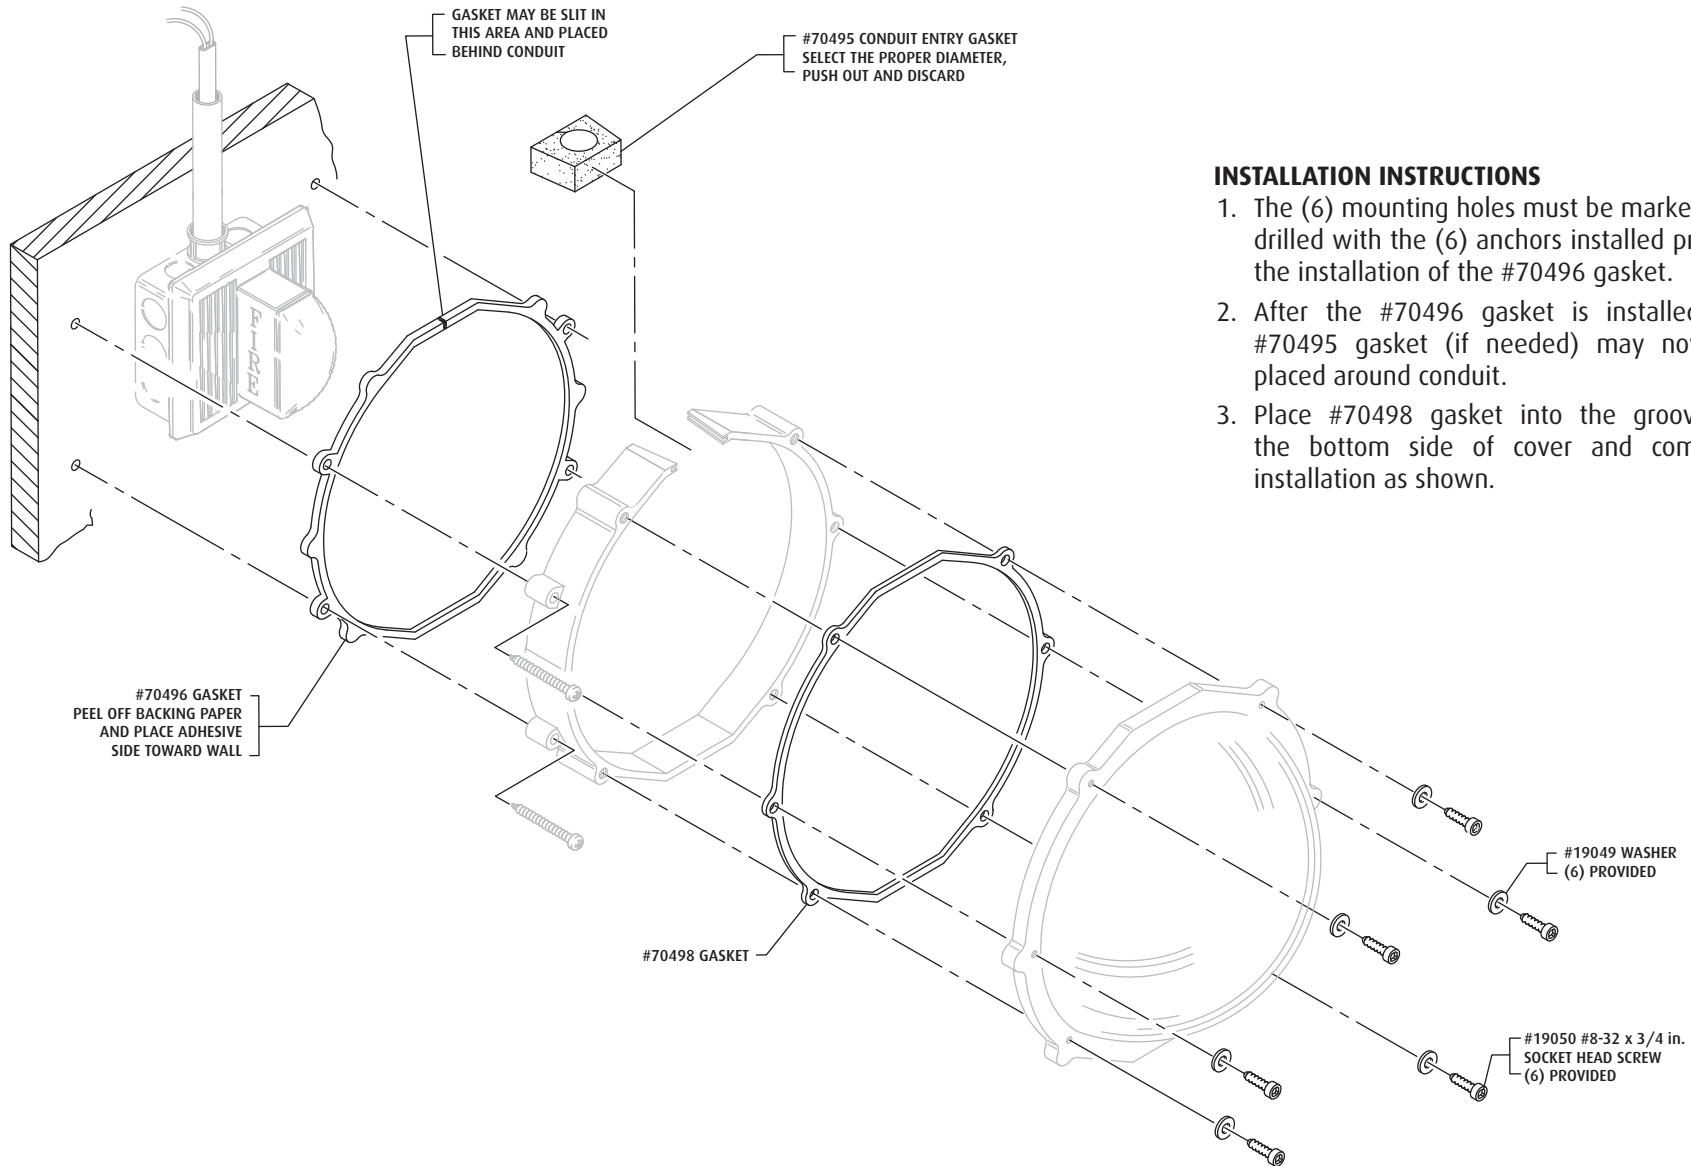 GASKET MAY BE SLIT IN
THIS AREA AND PLACED
BEHIND CONDUIT
#70495 CONDUIT ENTRY GASKET
SELECT THE PROPER DIAMETER,
PUSH OUT AND DISCARD
FIRE
INSTALLATION INSTRUCTIONS
1. The (6) mounting holes must be marke
drilled with the (6) anchors installed pr
the installation of the #70496 gasket.
2. After the #70496 gasket is installe
#70495 gasket (if needed) may no
placed around conduit.
3. Place #70498 gasket into the groov
the bottom side of cover and com
installation as shown.
#70496 GASKET
PEEL OFF BACKING PAPER
AND PLACE ADHESIVE
SIDE TOWARD WALL
#70498 GASKET
#19049 WASHER
(6) PROVIDED
#19050 #8-32 x 3/4 in.
SOCKET HEAD SCREW
(6) PROVIDED